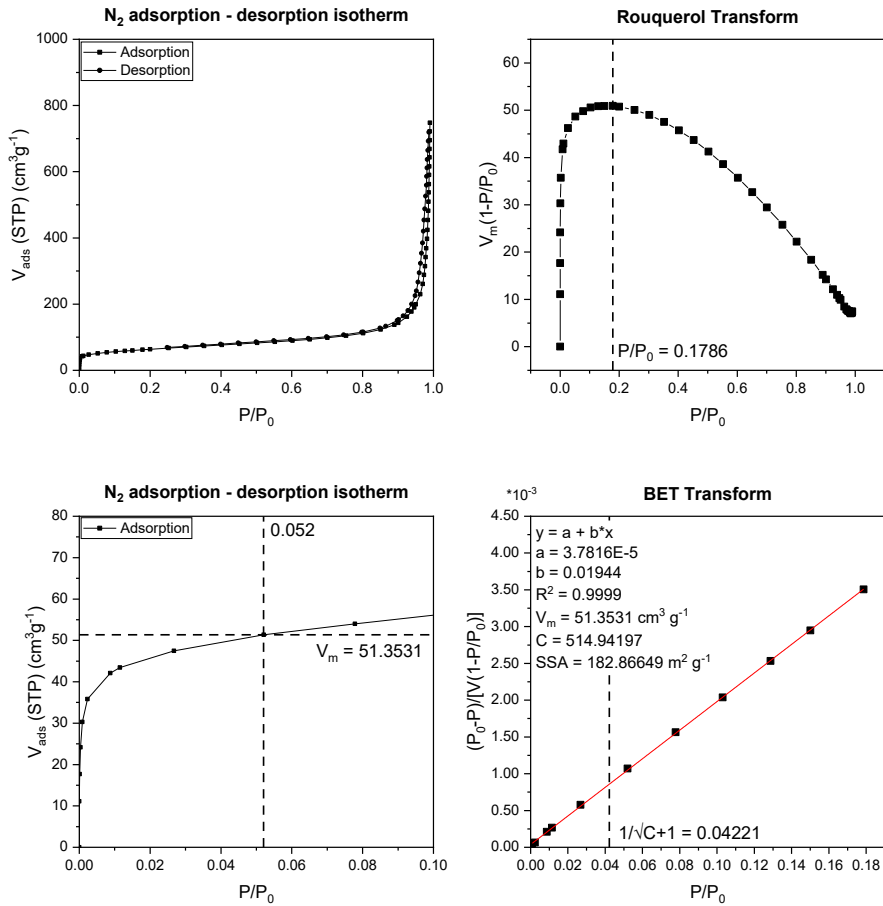 N₂ adsorption - desorption isotherm
Adsorption
Desorption
V_ads (STP) (cm³g⁻¹)
1000
800
600
400
200
0
0.0 0.2 0.4 0.6 0.8 1.0
P/P₀
Rouquerol Transform
V_m(1-P/P₀)
60
50
40
30
20
10
0
P/P₀ = 0.1786
0.0 0.2 0.4 0.6 0.8 1.0
P/P₀
N₂ adsorption - desorption isotherm
Adsorption
0.052
V_m = 51.3531
V_ads (STP) (cm³g⁻¹)
80
70
60
50
40
30
20
10
0
0.00 0.02 0.04 0.06 0.08 0.10
P/P₀
*10⁻³
BET Transform
(P₀-P)/[V(1-P/P₀)]
4.50
3.50
3.00
2.50
2.00
1.50
1.00
0.50
0.00
y = a + b*x
a = 3.7816E-5
b = 0.01944
R² = 0.9999
V_m = 51.3531 cm³ g⁻¹
C = 514.94197
SSA = 182.86649 m² g⁻¹
1/√C+1 = 0.04221
0.00 0.02 0.04 0.06 0.08 0.10 0.12 0.14 0.16 0.18
P/P₀